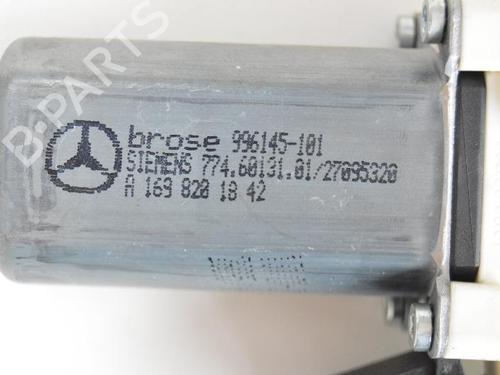 brose 996145-101
SIEMENS 774.60131.01/27095320
A 169 820 18 42
B-PARTS